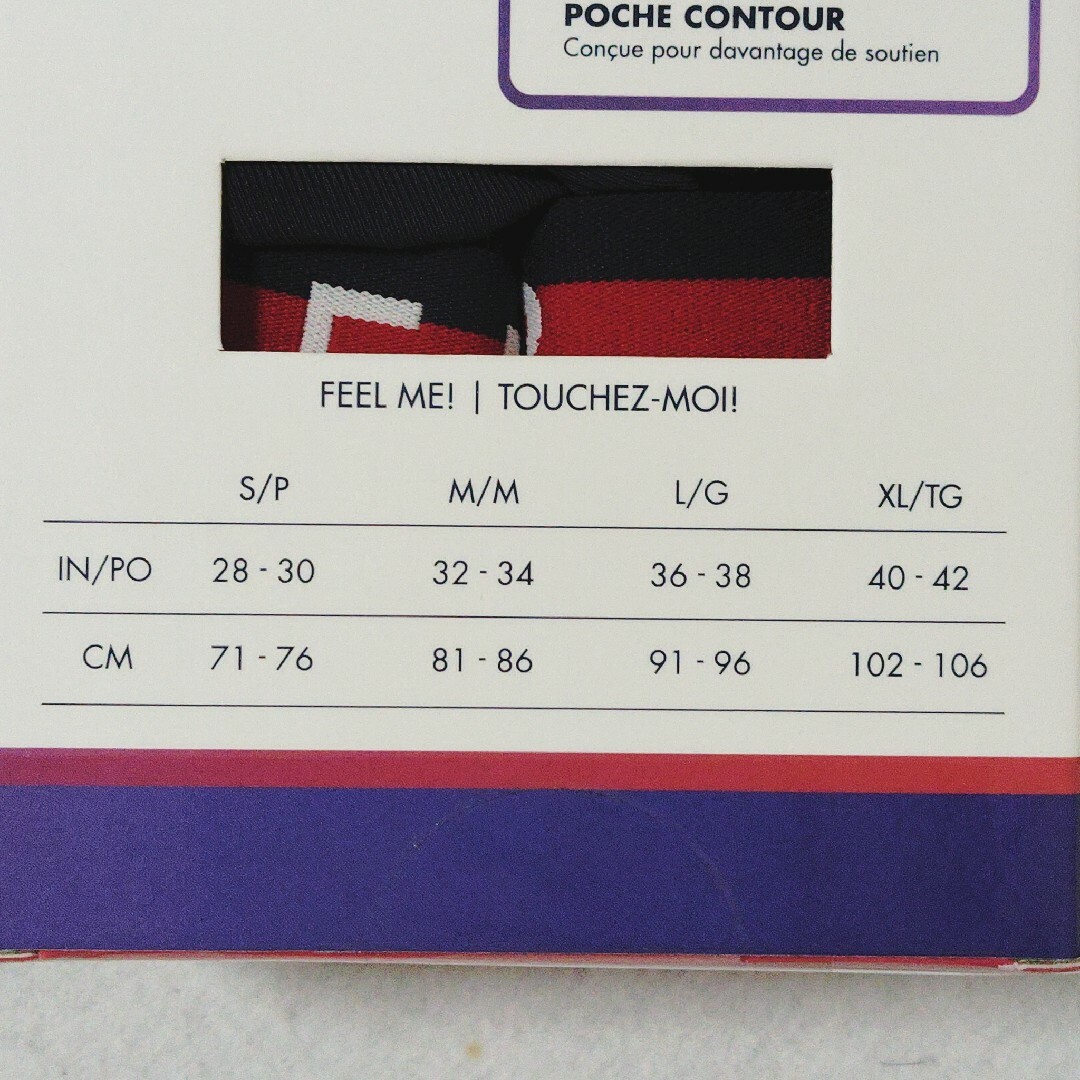 POCHE CONTOUR
Conçue pour davantage de soutien
FEEL ME! | TOUCHEZ-MOI!
S/P M/M L/G XL/TG
IN/PO 28 - 30 32 - 34 36 - 38 40 - 42
CM 71 - 76 81 - 86 91 - 96 102 - 106